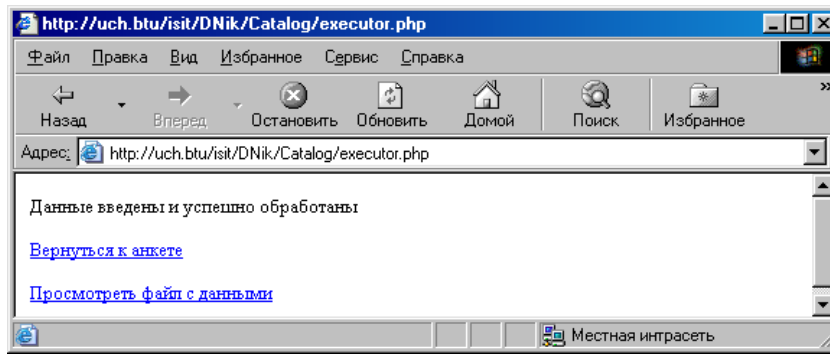 http://uch.btu/isit/DNik/Catalog/executor.php
Файл Правка Вид Избранное Сервис Справка
Назад Вперед Остановить Обновить Домой Поиск Избранное »
Адрес: http://uch.btu/isit/DNik/Catalog/executor.php
Данные введены и успешно обработаны
Вернуться к анкете
Просмотреть файл с данными
Местная интрасеть